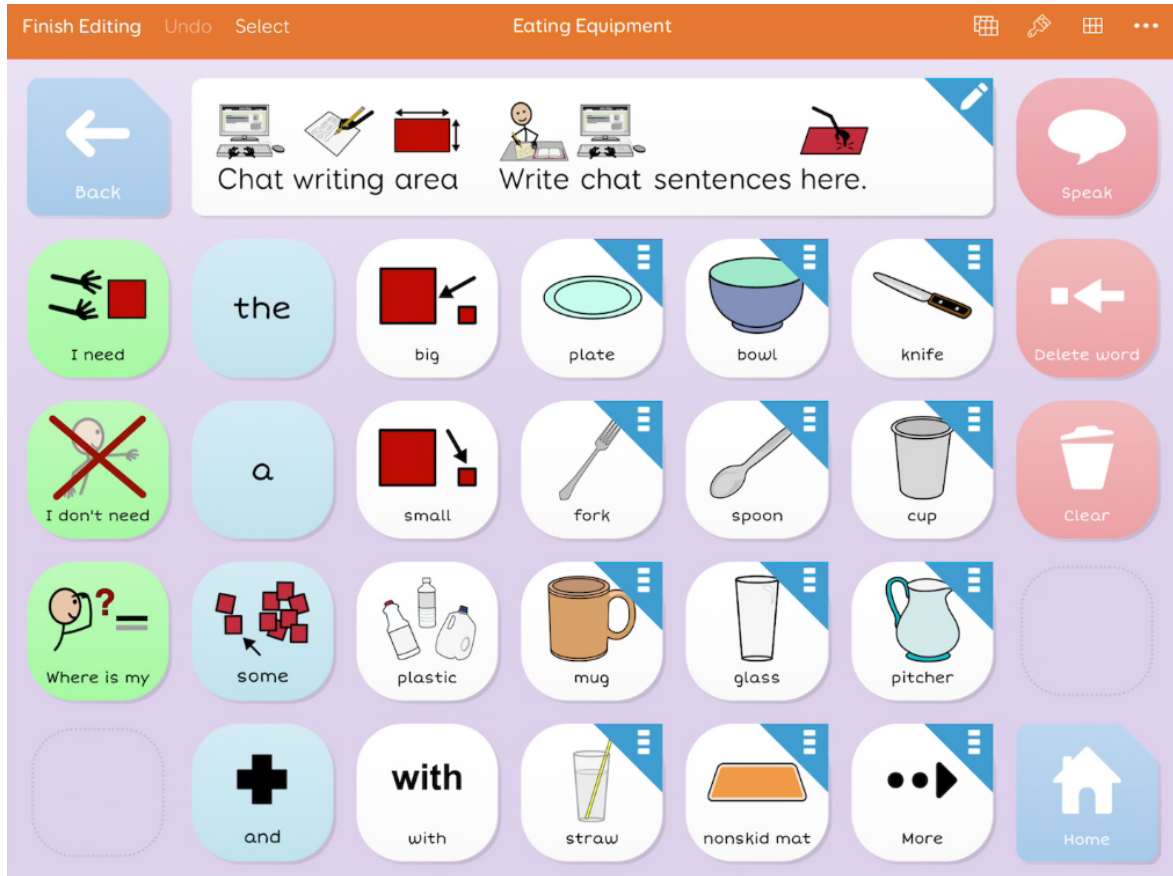 Finish Editing Undo Select Eating Equipment
Back
Chat writing area Write chat sentences here.
Speak
I need
the
big
plate
bowl
knife
Delete word
I don't need
a
small
fork
spoon
cup
Clear
Where is my
?
some
plastic
mug
glass
pitcher
and
with
with
straw
nonskid mat
More
Home